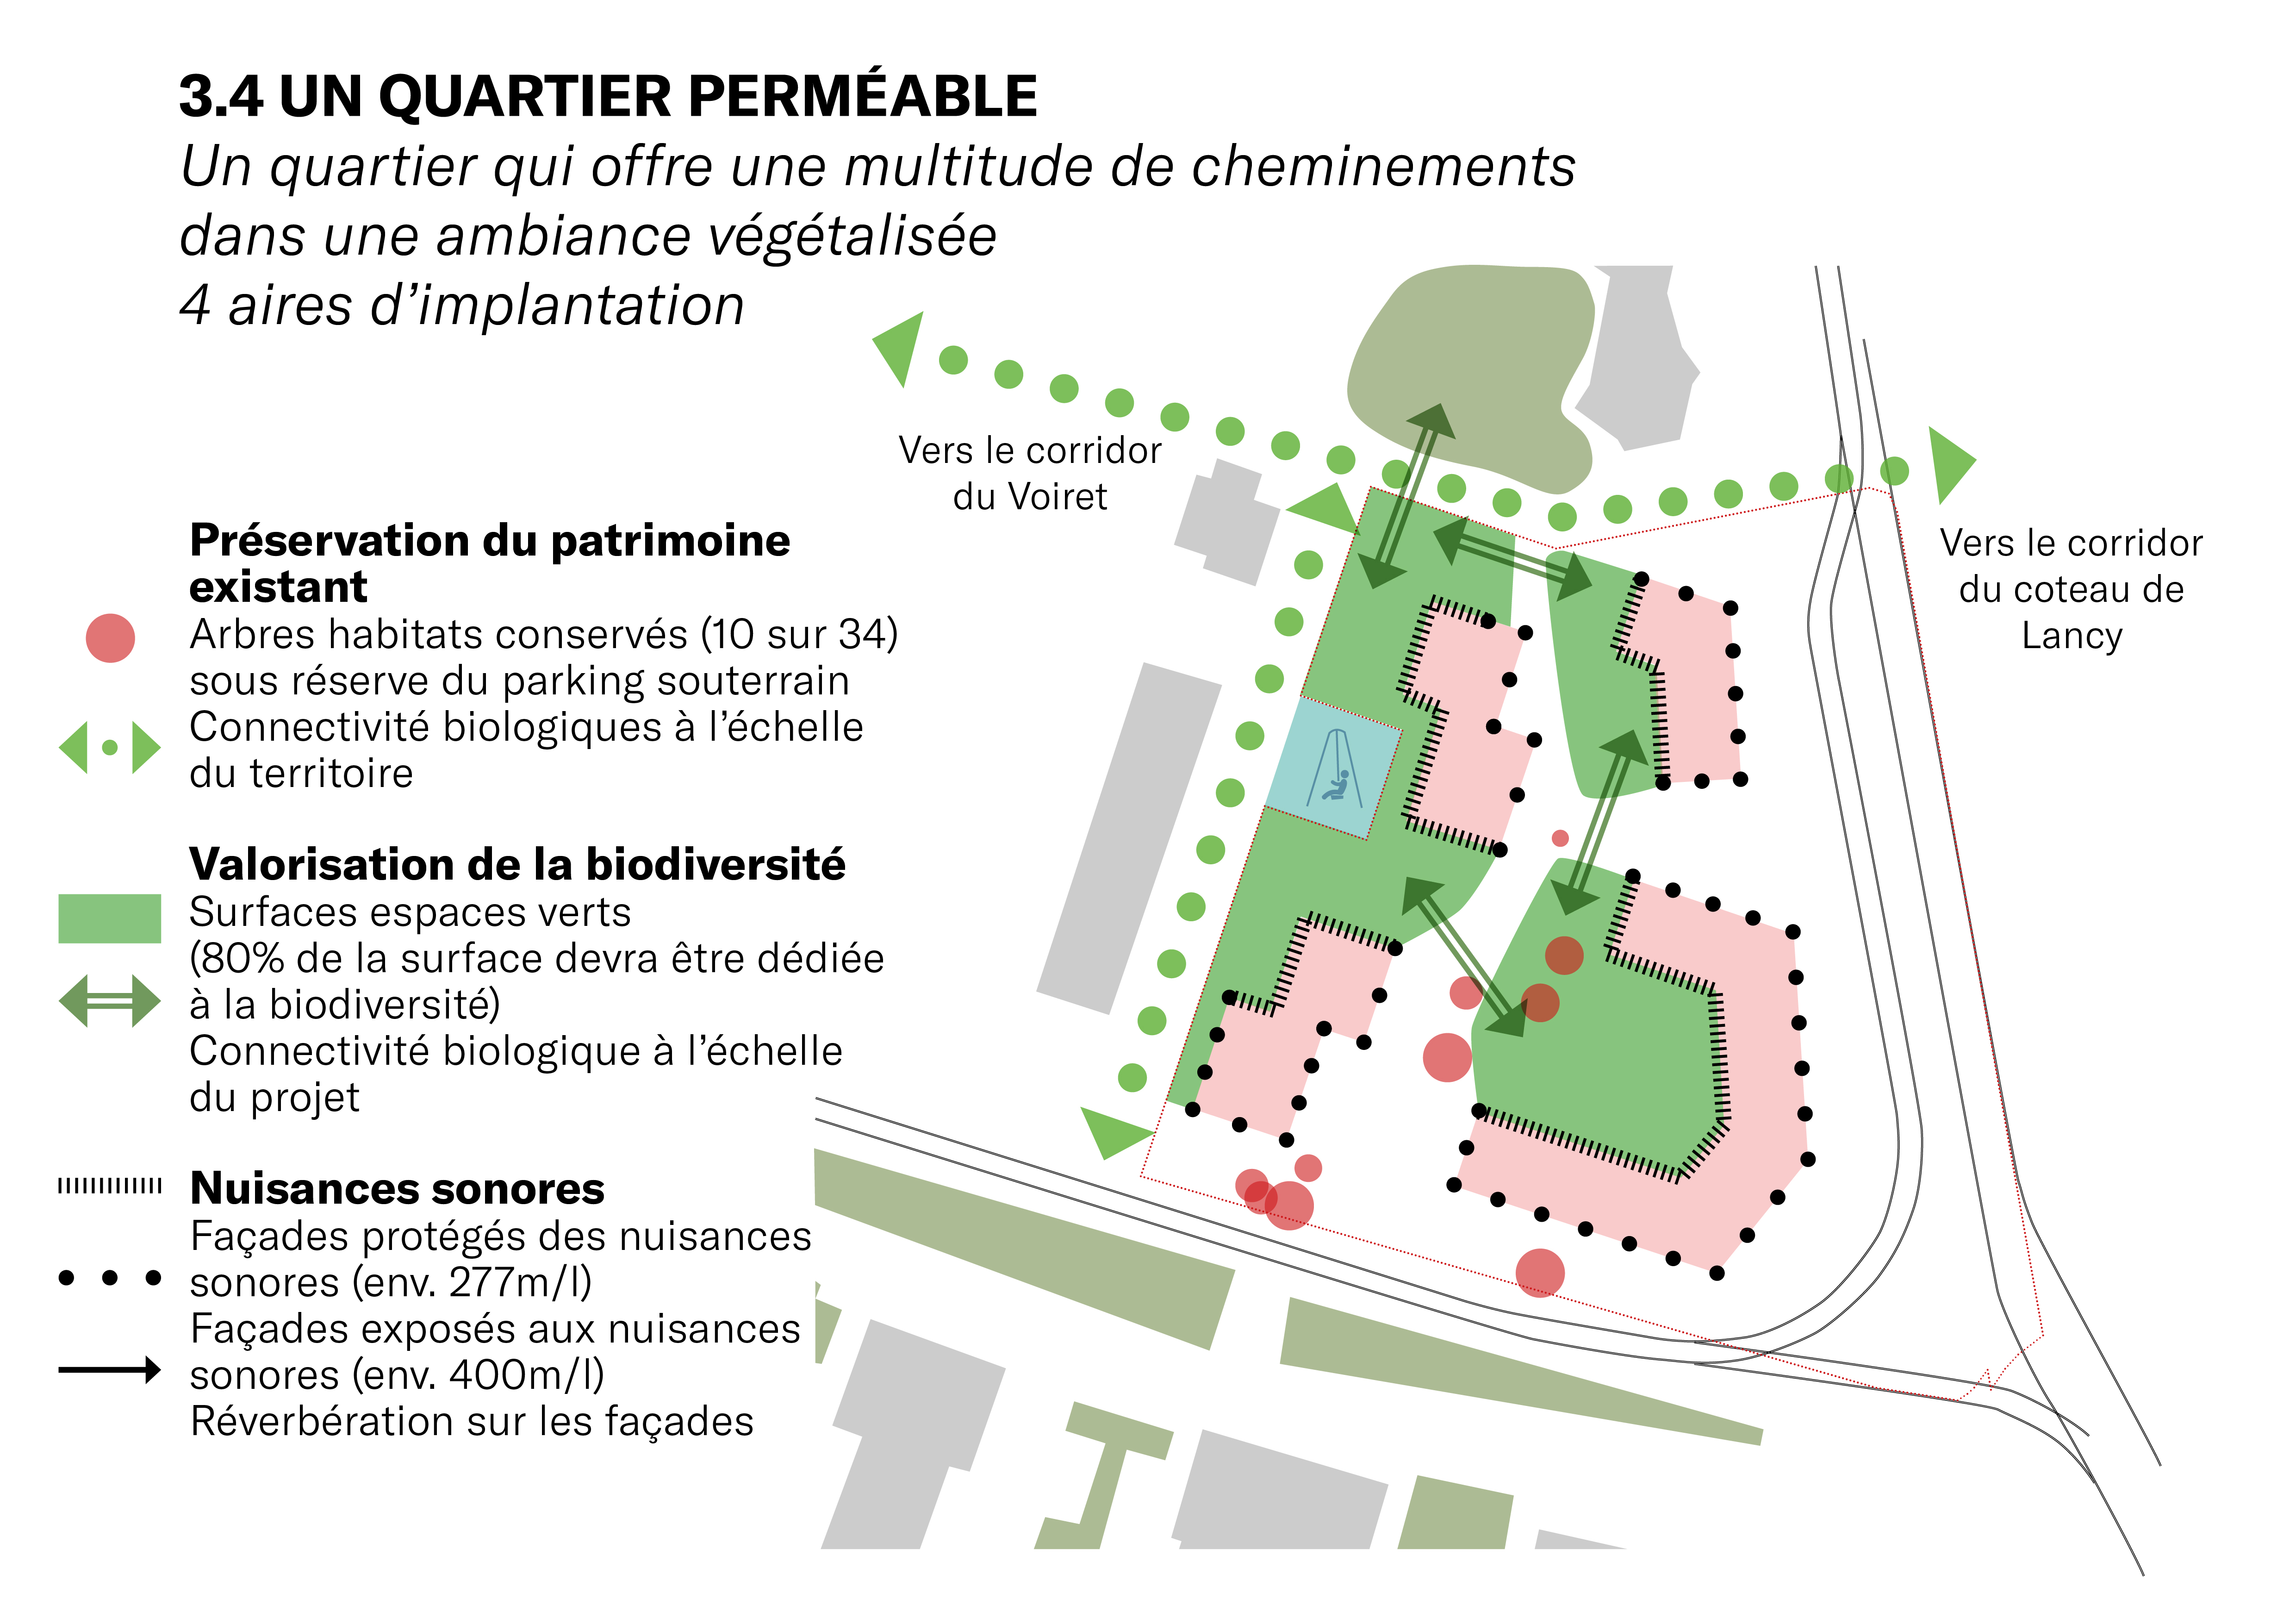 3.4 UN QUARTIER PERMÉABLE
Un quartier qui offre une multitude de cheminements
dans une ambiance végétalisée
4 aires d’implantation
Vers le corridor
du Voiret
Vers le corridor
du coteau de
Lancy
Préservation du patrimoine
existant
Arbres habitats conservés (10 sur 34)
sous réserve du parking souterrain
Connectivité biologiques à l’échelle
du territoire
Valorisation de la biodiversité
Surfaces espaces verts
(80% de la surface devra être dédiée
à la biodiversité)
Connectivité biologique à l’échelle
du projet
Nuisances sonores
Façades protégés des nuisances
sonores (env. 277m/l)
Façades exposés aux nuisances
sonores (env. 400m/l)
Réverbération sur les façades